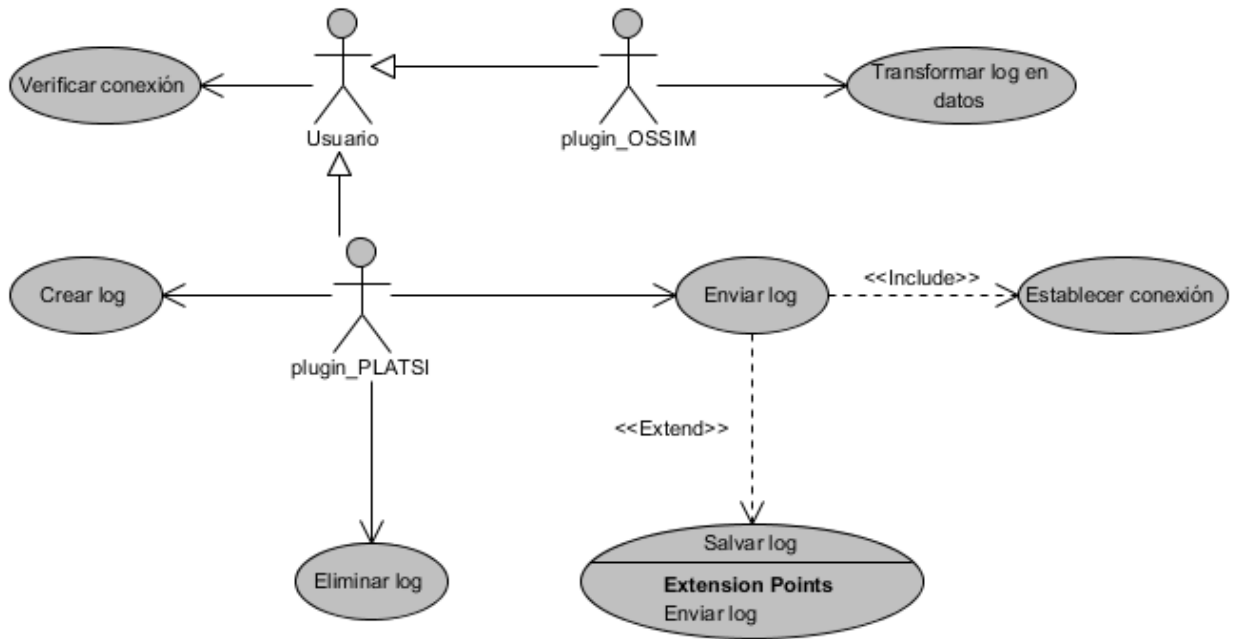 Verificar conexión
Usuario
plugin_OSSIM
Transformar log en
datos
Crear log
plugin_PLATSI
Enviar log
<<Include>>
Establecer conexión
<<Extend>>
Eliminar log
Salvar log
Extension Points
Enviar log